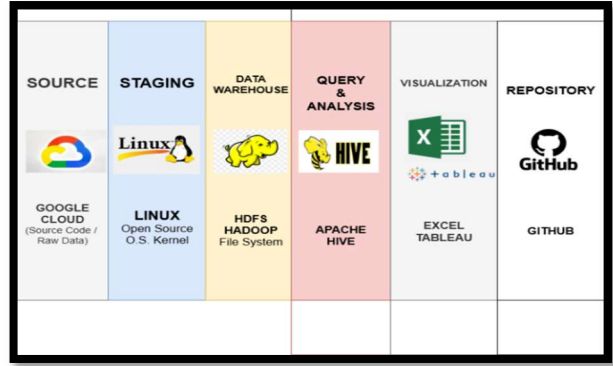 SOURCE
STAGING
DATA
WAREHOUSE
QUERY
&
ANALYSIS
VISUALIZATION
REPOSITORY
Linux
HIVE
X
+ a b l e a u
GitHub
GOOGLE
CLOUD
(Source Code /
Raw Data)
LINUX
Open Source
O.S. Kernel
HDFS
HADOOP
File System
APACHE
HIVE
EXCEL
TABLEAU
GITHUB